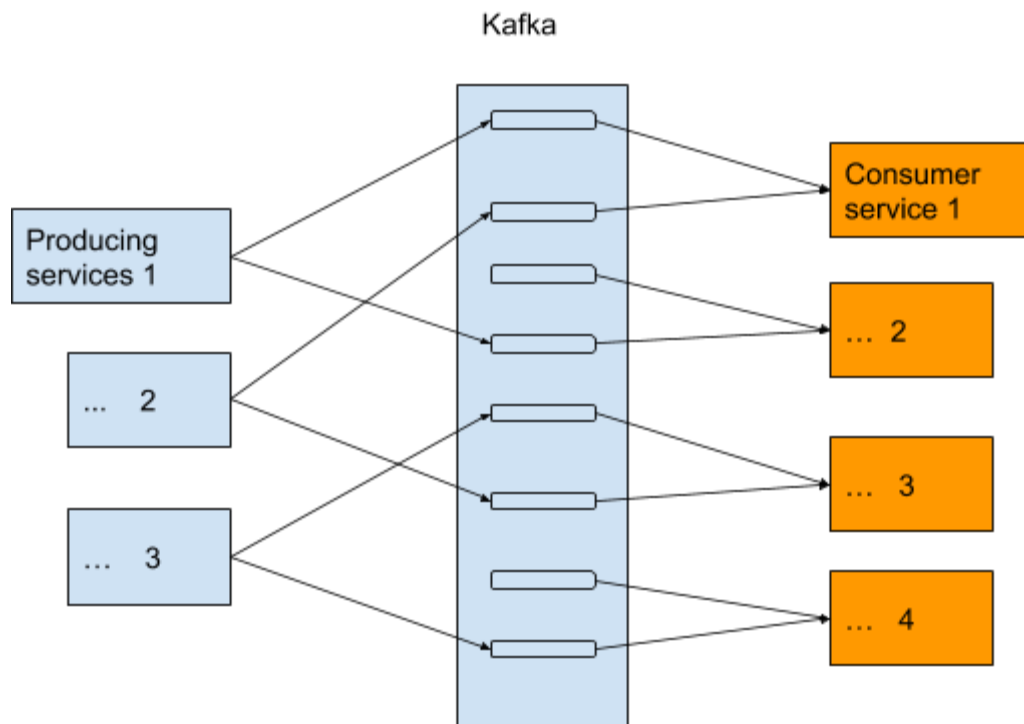 Kafka
Producing
services 1
... 2
… 3
Consumer
service 1
… 2
… 3
… 4